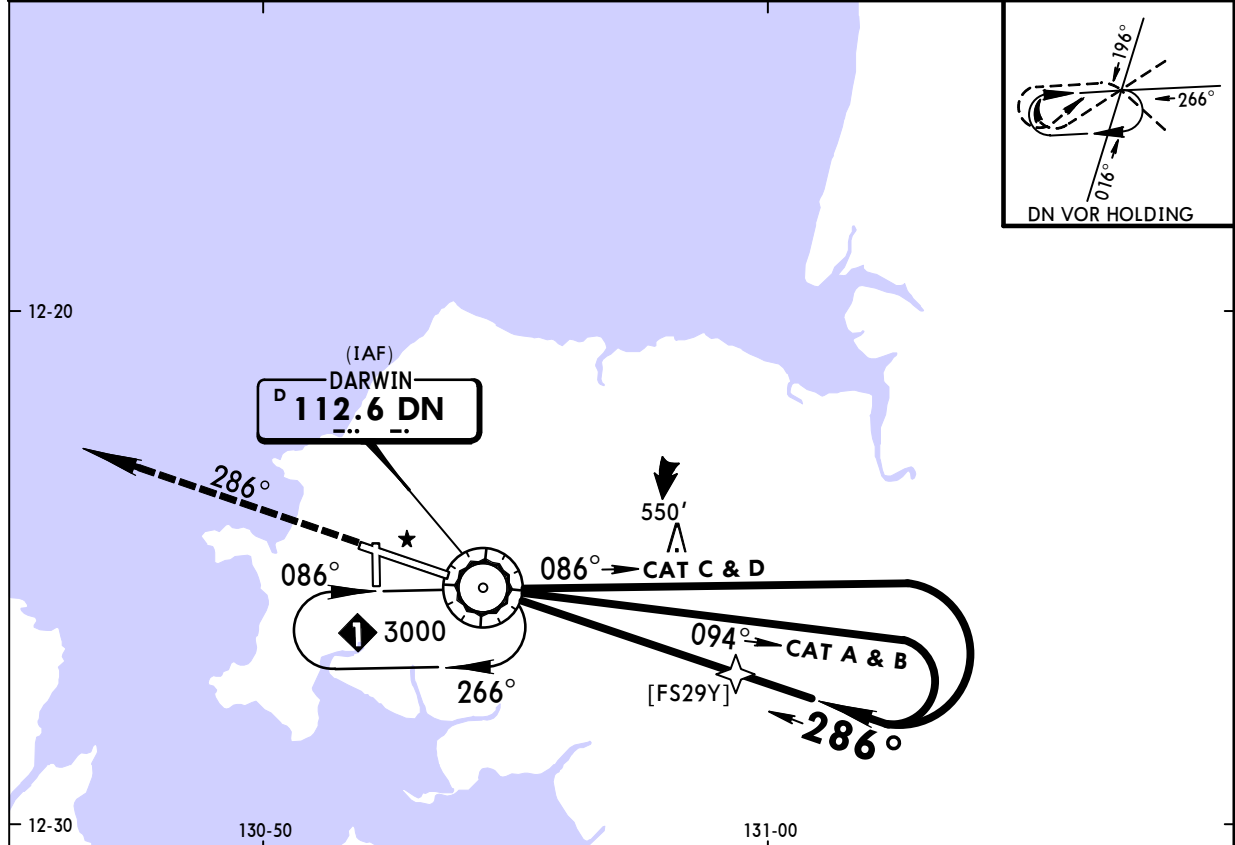 196°
266°
016°
DN VOR HOLDING
12-20
(IAF)
DARWIN
D 112.6 DN
286°
550'
086° CAT C & D
086°
1 3000
094° CAT A & B
266°
[FS29Y]
286°
12-30
130-50
131-00